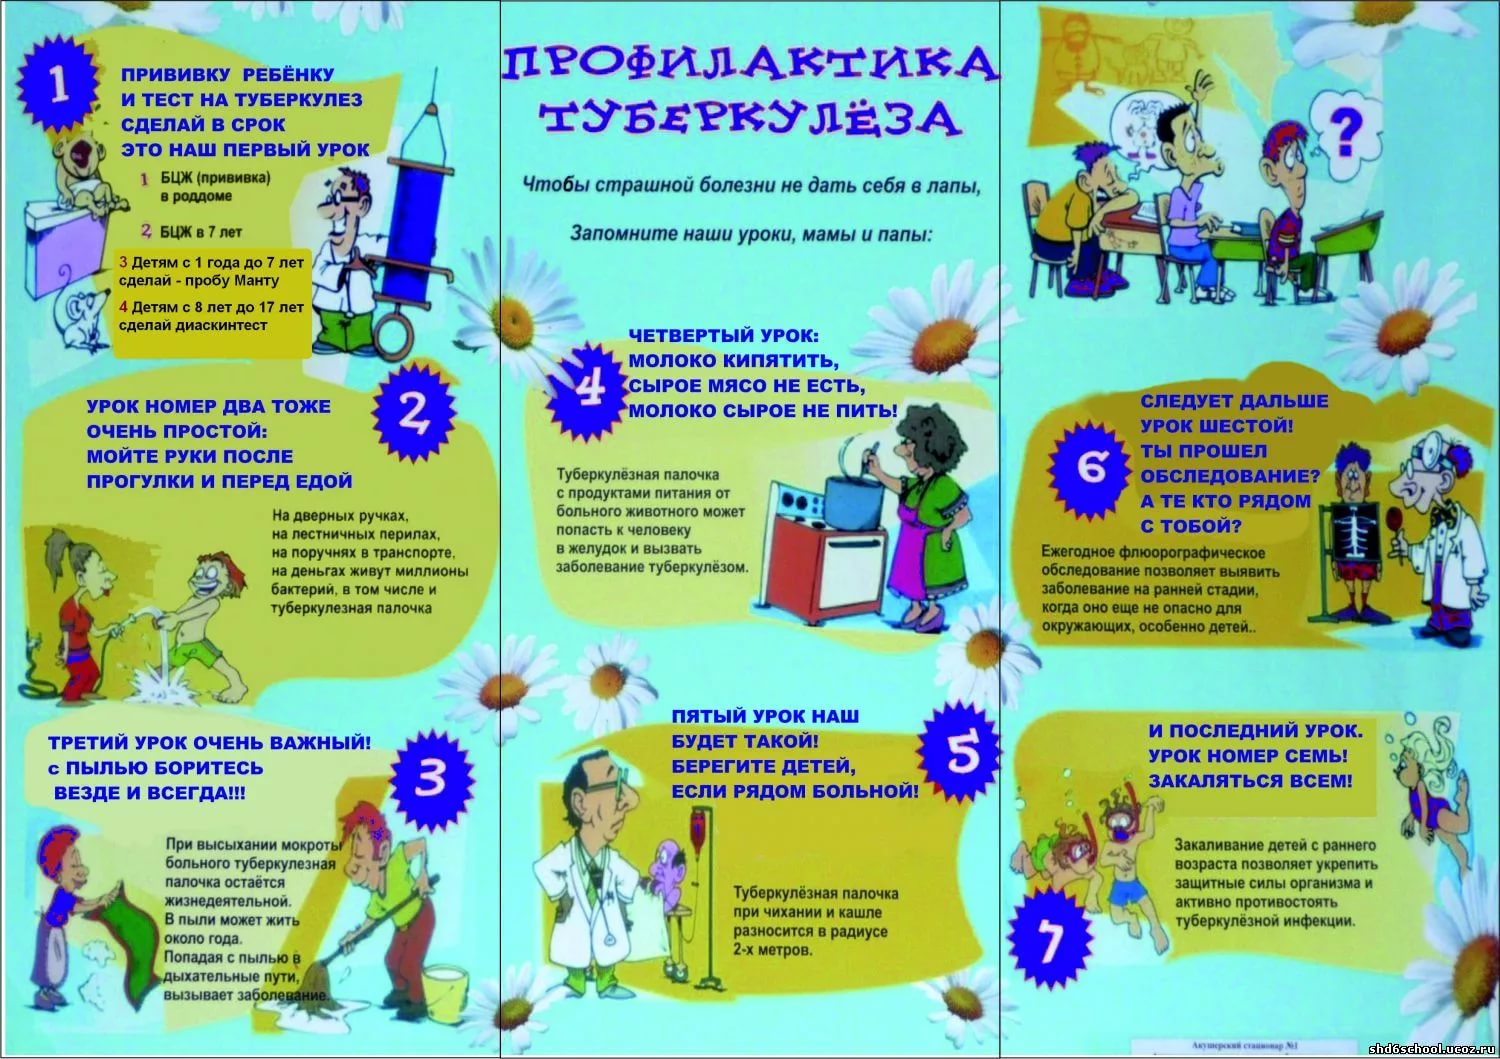 1
ПРИВИВКУ РЕБЁНКУ
И ТЕСТ НА ТУБЕРКУЛЕЗ
СДЕЛАЙ В СРОК
ЭТО НАШ ПЕРВЫЙ УРОК
1 БЦЖ (прививка)
в роддоме
2 БЦЖ в 7 лет
3 Детям с 1 года до 7 лет
сделай - пробу Манту
4 Детям с 8 лет до 17 лет
сделай диаскинтест
2
УРОК НОМЕР ДВА ТОЖЕ
ОЧЕНЬ ПРОСТОЙ:
МОЙТЕ РУКИ ПОСЛЕ
ПРОГУЛКИ И ПЕРЕД ЕДОЙ
На дверных ручках,
на лестничных перилах,
на поручнях в транспорте,
на деньгах живут миллионы
бактерий, в том числе и
туберкулезная палочка
3
ТРЕТИЙ УРОК ОЧЕНЬ ВАЖНЫЙ!
с ПЫЛЬЮ БОРИТЕСЬ
ВЕЗДЕ И ВСЕГДА!!!
При высыхании мокроты
больного туберкулезная
палочка остаётся
жизнедеятельной.
В пыли может жить
около года.
Попадая с пылью в
дыхательные пути,
вызывает заболевание.
ПРОФИЛАКТИКА
ТУБЕРКУЛЁЗА
Чтобы страшной болезни не дать себя в лапы,
Запомните наши уроки, мамы и папы:
4
ЧЕТВЕРТЫЙ УРОК:
МОЛОКО КИПЯТИТЬ,
СЫРОЕ МЯСО НЕ ЕСТЬ,
МОЛОКО СЫРОЕ НЕ ПИТЬ!
Туберкулёзная палочка
с продуктами питания от
больного животного может
попасть к человеку
в желудок и вызвать
заболевание туберкулёзом.
5
ПЯТЫЙ УРОК НАШ
БУДЕТ ТАКОЙ!
БЕРЕГИТЕ ДЕТЕЙ,
ЕСЛИ РЯДОМ БОЛЬНОЙ!
Туберкулёзная палочка
при чихании и кашле
разносится в радиусе
2-х метров.
?
6
СЛЕДУЕТ ДАЛЬШЕ
УРОК ШЕСТОЙ!
ТЫ ПРОШЕЛ
ОБСЛЕДОВАНИЕ?
А ТЕ КТО РЯДОМ
С ТОБОЙ?
Ежегодное флюорографическое
обследование позволяет выявить
заболевание на ранней стадии,
когда оно еще не опасно для
окружающих, особенно детей..
7
И ПОСЛЕДНИЙ УРОК.
УРОК НОМЕР СЕМЬ!
ЗАКАЛЯТЬСЯ ВСЕМ!
Закаливание детей с раннего
возраста позволяет укрепить
защитные силы организма и
активно противостоять
туберкулёзной инфекции.
Акушерский стационар №1
shd6school.ucoz.ru